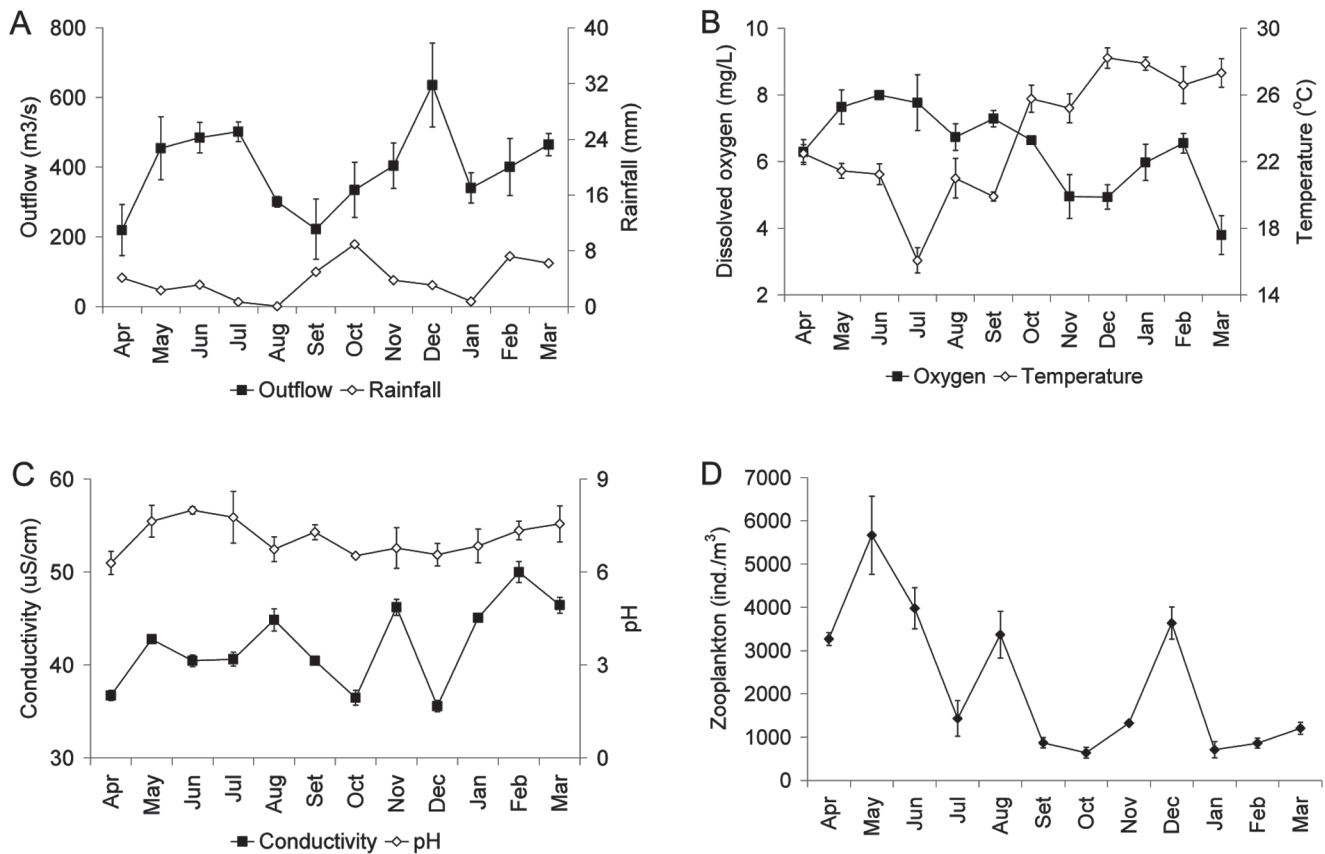 A
Outflow (m3/s)
800
600
400
200
0
40
32
24
16
8
0
Rainfall (mm)
Apr May Jun Jul Aug Set Oct Nov Dec Jan Feb Mar
Outflow Rainfall
B
Dissolved oxygen (mg/L)
10
8
6
4
2
30
26
22
18
14
Temperature (°C)
Apr May Jun Jul Aug Set Oct Nov Dec Jan Feb Mar
Oxygen Temperature
C
Conductivity (uS/cm)
60
50
40
30
9
6
3
0
pH
Apr May Jun Jul Aug Set Oct Nov Dec Jan Feb Mar
Conductivity pH
D
Zooplankton (ind./m³)
7000
6000
5000
4000
3000
2000
1000
0
Apr May Jun Jul Aug Set Oct Nov Dec Jan Feb Mar